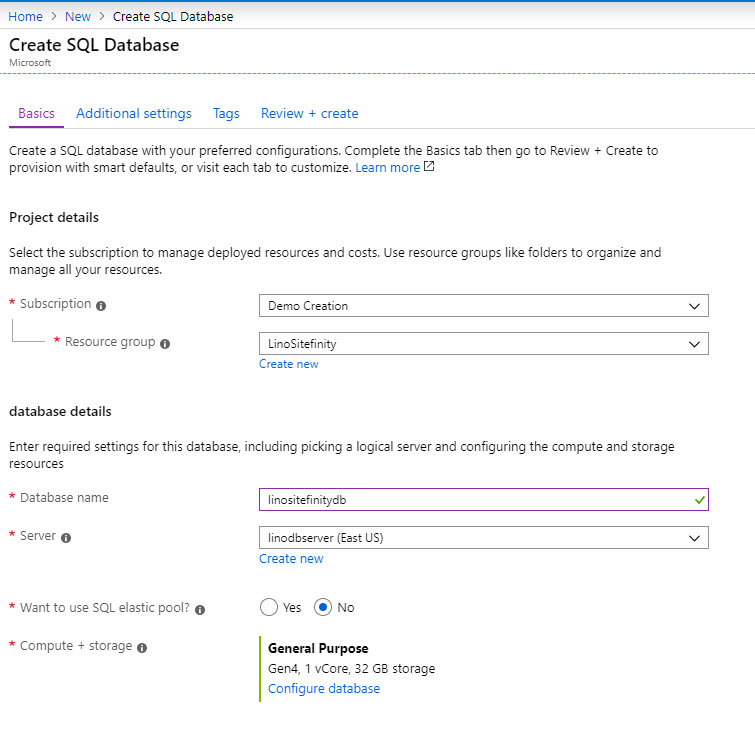 Home > New > Create SQL Database
Create SQL Database
Microsoft
Basics Additional settings Tags Review + create
Create a SQL database with your preferred configurations. Complete the Basics tab then go to Review + Create to
provision with smart defaults, or visit each tab to customize. Learn more
Project details
Select the subscription to manage deployed resources and costs. Use resource groups like folders to organize and
manage all your resources.
* Subscription Demo Creation
* Resource group LinoSitefinity
Create new
database details
Enter required settings for this database, including picking a logical server and configuring the compute and storage
resources
* Database name linositefinitydb
* Server linodbserver (East US)
Create new
* Want to use SQL elastic pool? Yes No
* Compute + storage General Purpose
Gen4, 1 vCore, 32 GB storage
Configure database